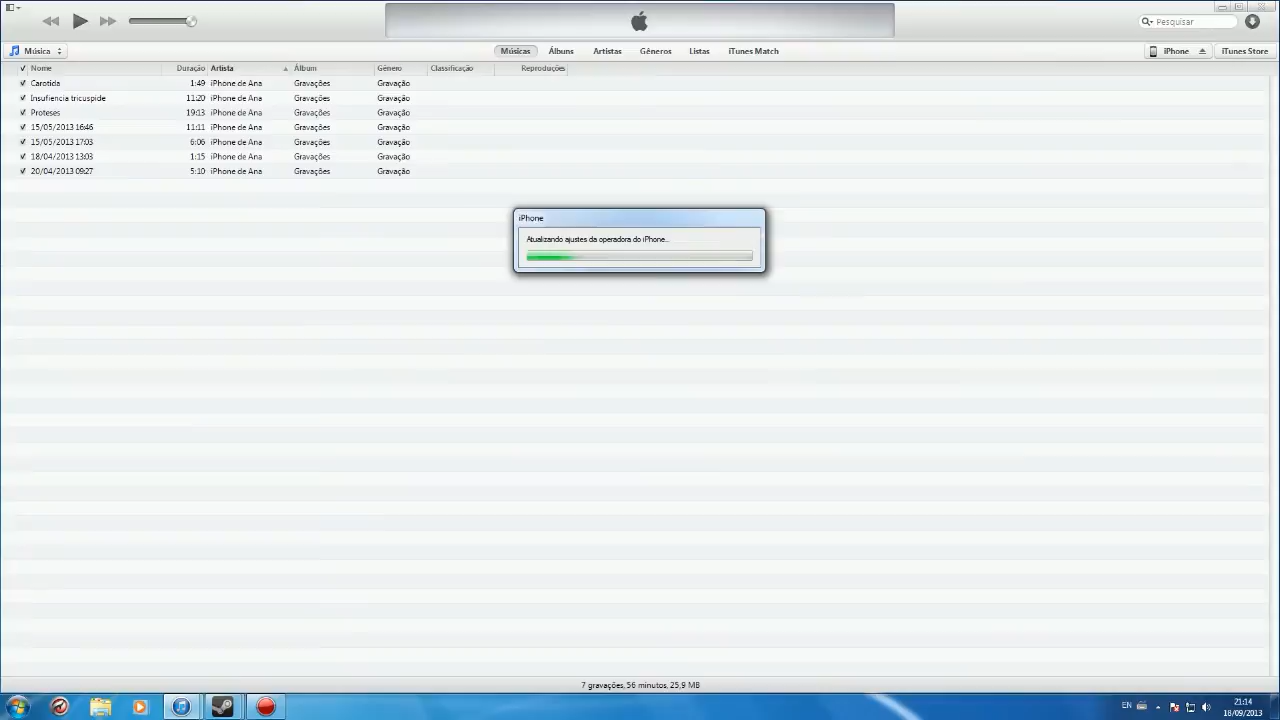 Pesquisar
Música
Músicas Álbuns Artistas Gêneros Listas iTunes Match
iPhone
iTunes Store
Nome Duração Artista Álbum Gênero Classificação Reproduções
Carotida 1:49 iPhone de Ana Gravações Gravação
Insufiencia tricuspide 11:20 iPhone de Ana Gravações Gravação
Proteses 19:13 iPhone de Ana Gravações Gravação
15/05/2013 16:46 11:11 iPhone de Ana Gravações Gravação
15/05/2013 17:03 6:06 iPhone de Ana Gravações Gravação
18/04/2013 13:03 1:15 iPhone de Ana Gravações Gravação
20/04/2013 09:27 5:10 iPhone de Ana Gravações Gravação
iPhone
Atualizando ajustes da operadora do iPhone...
7 gravações, 56 minutos, 25,9 MB
EN
21:14
18/09/2013